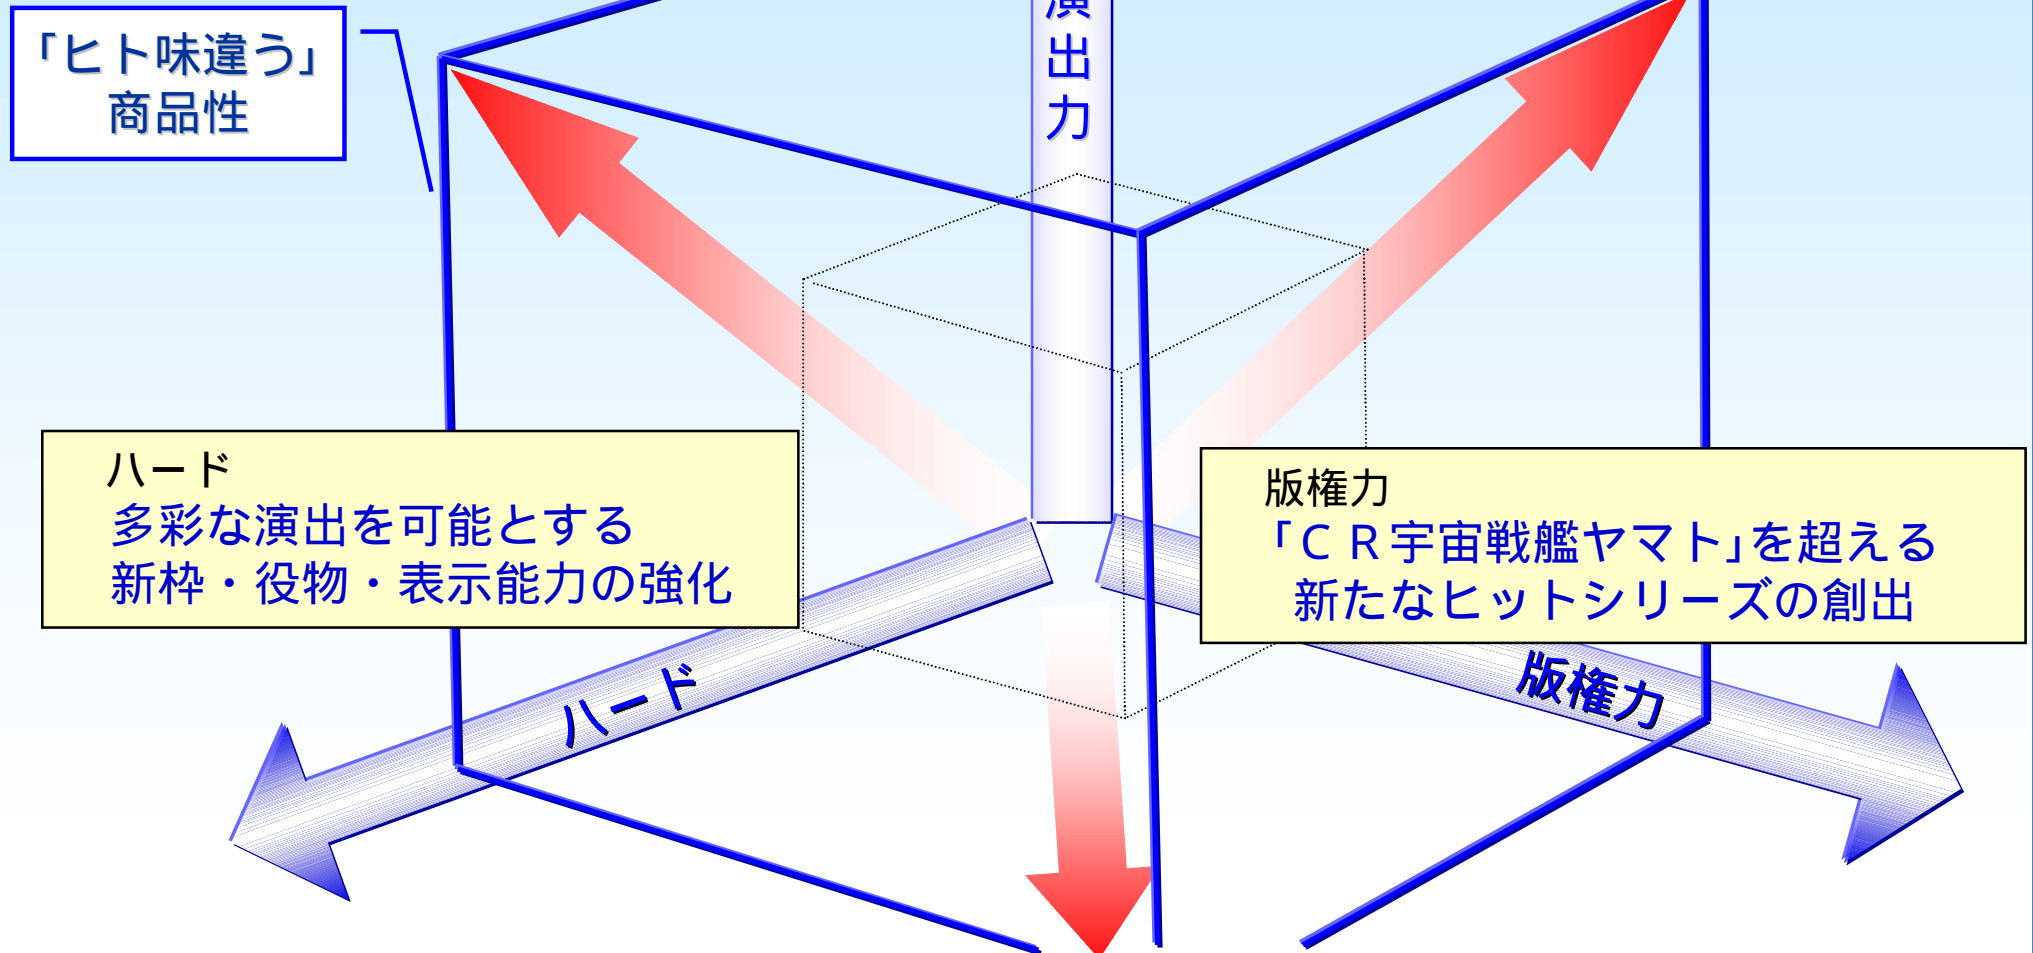 「ヒト味違う」
商品性
演出力
ハード
多彩な演出を可能とする
新枠・役物・表示能力の強化
版権力
「ＣＲ宇宙戦艦ヤマト」を超える
新たなヒットシリーズの創出
ハード
版権力